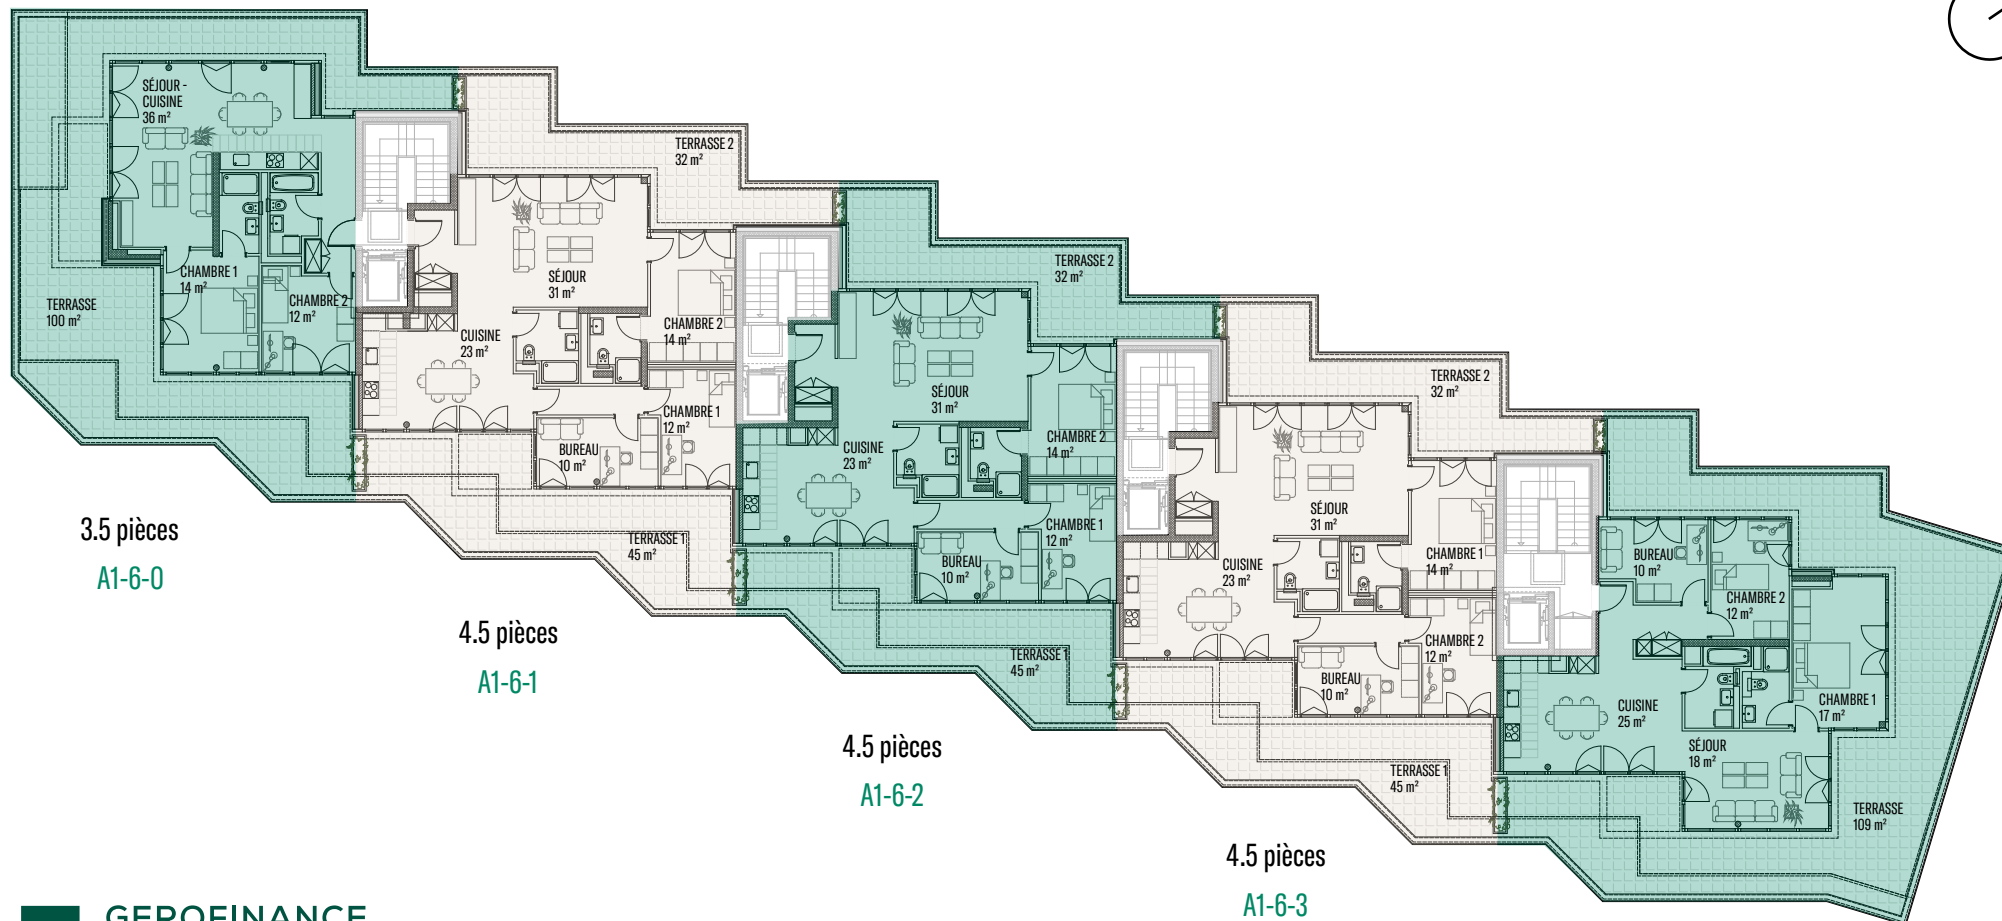 SÉJOUR -
CUISINE
36 m²
CHAMBRE 1
14 m²
CHAMBRE 2
12 m²
TERRASSE
100 m²
3.5 pièces
A1-6-0
TERRASSE 2
32 m²
SÉJOUR
31 m²
CUISINE
23 m²
CHAMBRE 2
14 m²
CHAMBRE 1
12 m²
BUREAU
10 m²
TERRASSE 1
45 m²
4.5 pièces
A1-6-1
TERRASSE 2
32 m²
SÉJOUR
31 m²
CUISINE
23 m²
CHAMBRE 2
14 m²
CHAMBRE 1
12 m²
BUREAU
10 m²
TERRASSE 1
45 m²
4.5 pièces
A1-6-2
TERRASSE 2
32 m²
SÉJOUR
31 m²
CUISINE
23 m²
CHAMBRE 1
14 m²
CHAMBRE 2
12 m²
BUREAU
10 m²
TERRASSE 1
45 m²
4.5 pièces
A1-6-3
BUREAU
10 m²
CHAMBRE 2
12 m²
CHAMBRE 1
17 m²
CUISINE
25 m²
SÉJOUR
18 m²
TERRASSE
109 m²
GEROFINANCE